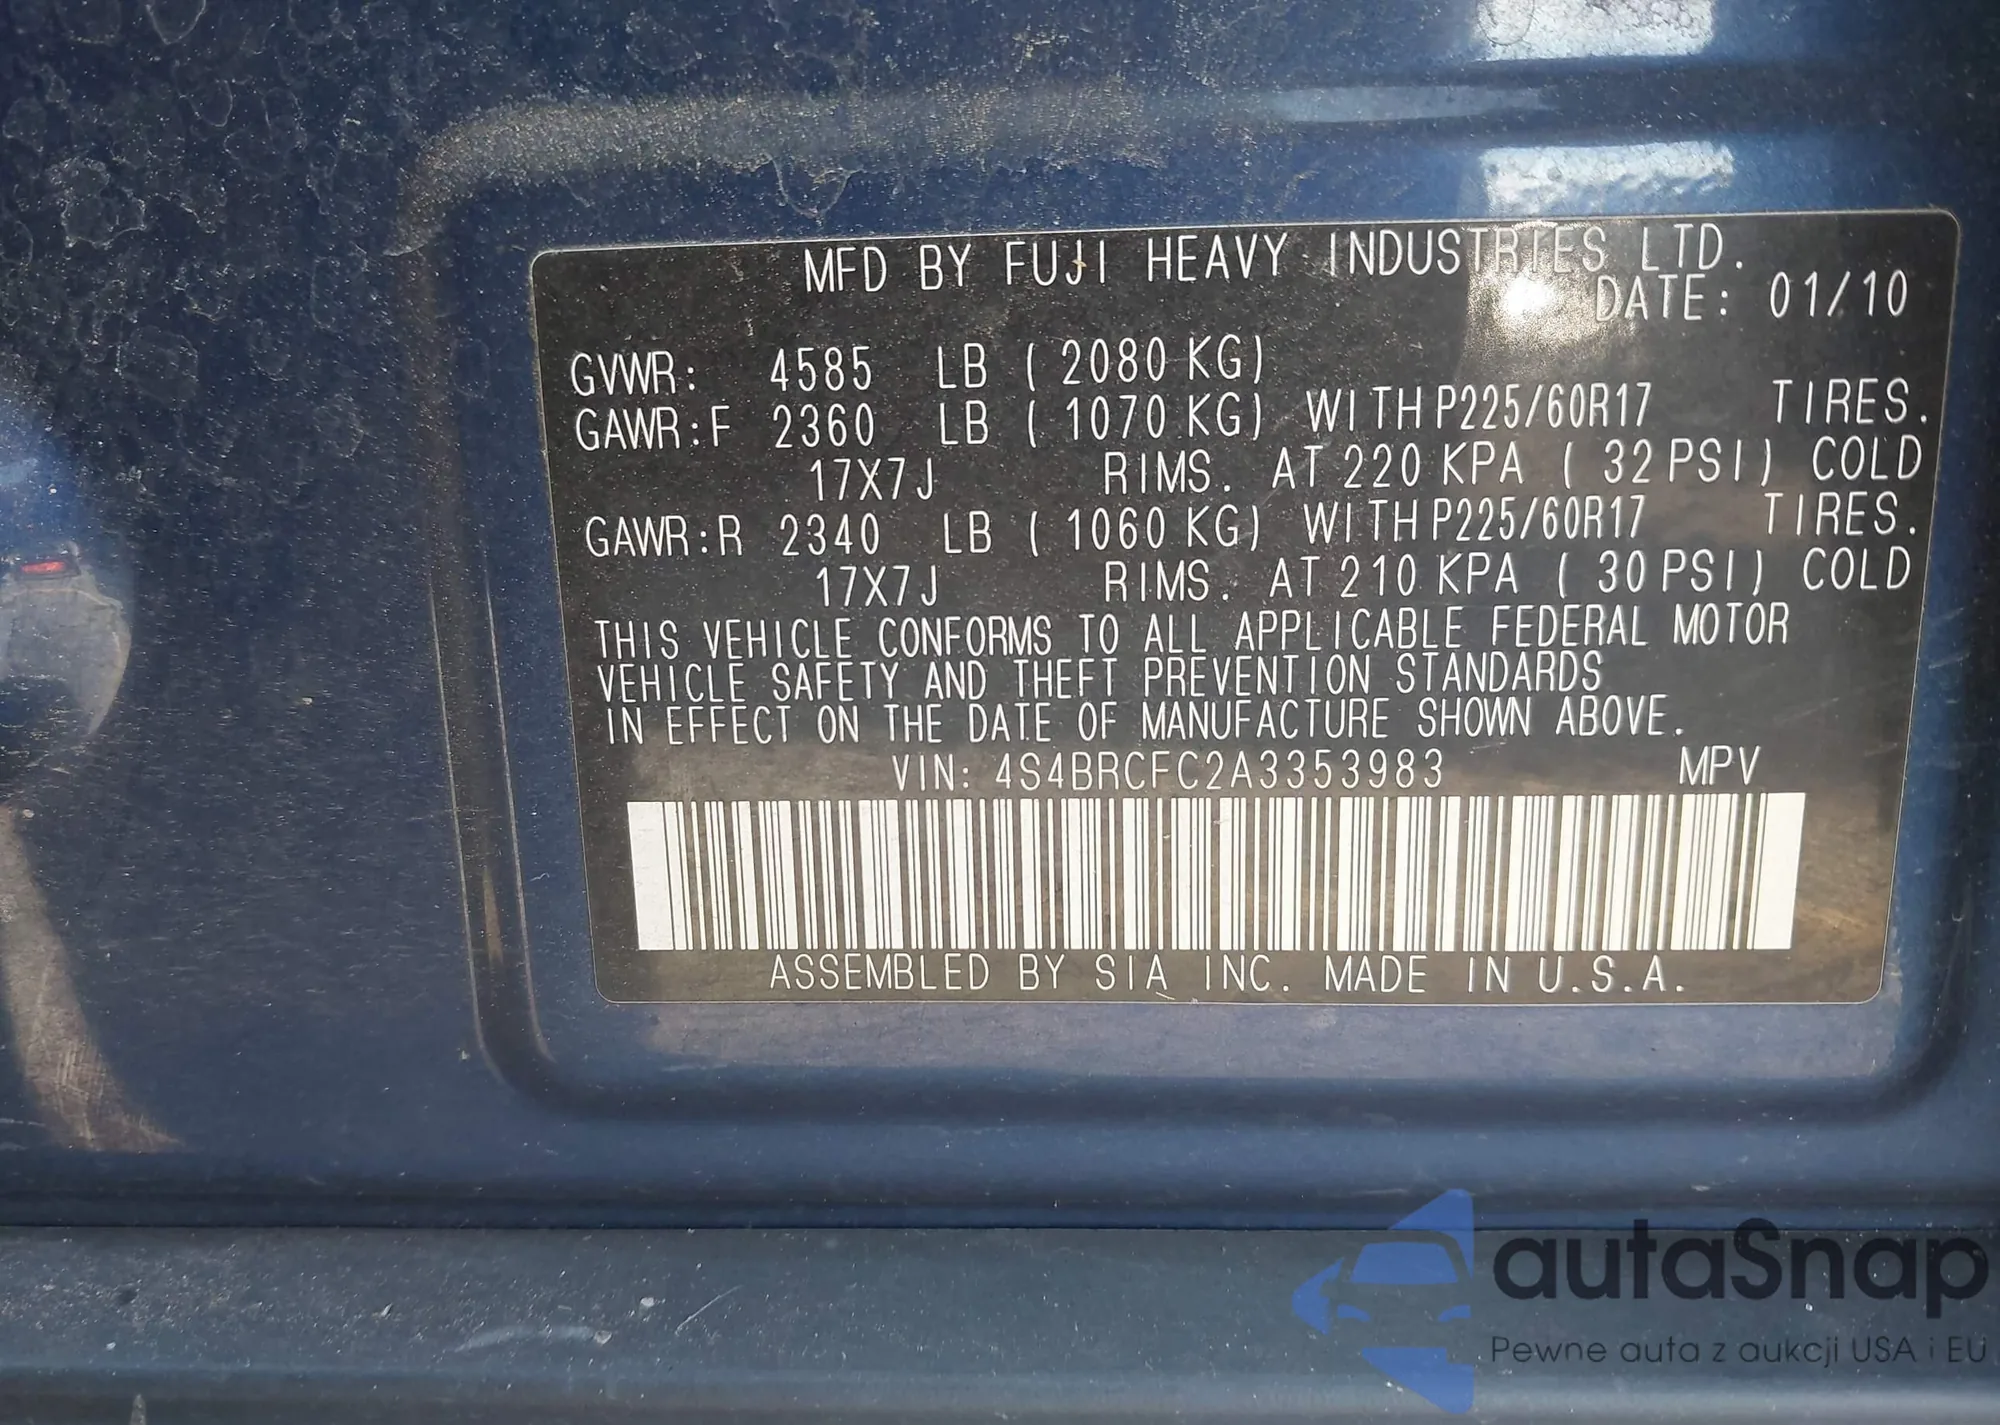 MFD BY FUJI HEAVY INDUSTRIES LTD.
DATE: 01/10
GVWR: 4585 LB ( 2080 KG)
GAWR:F 2360 LB ( 1070 KG) WITH P225/60R17 TIRES.
17X7J RIMS. AT 220 KPA ( 32 PSI) COLD
GAWR:R 2340 LB ( 1060 KG) WITH P225/60R17 TIRES.
17X7J RIMS. AT 210 KPA ( 30 PSI) COLD
THIS VEHICLE CONFORMS TO ALL APPLICABLE FEDERAL MOTOR
VEHICLE SAFETY AND THEFT PREVENTION STANDARDS
IN EFFECT ON THE DATE OF MANUFACTURE SHOWN ABOVE.
VIN: 4S4BRCFC2A3353983 MPV
ASSEMBLED BY SIA INC. MADE IN U.S.A.
autaSnap
Pewne auta z aukcji USA i EU